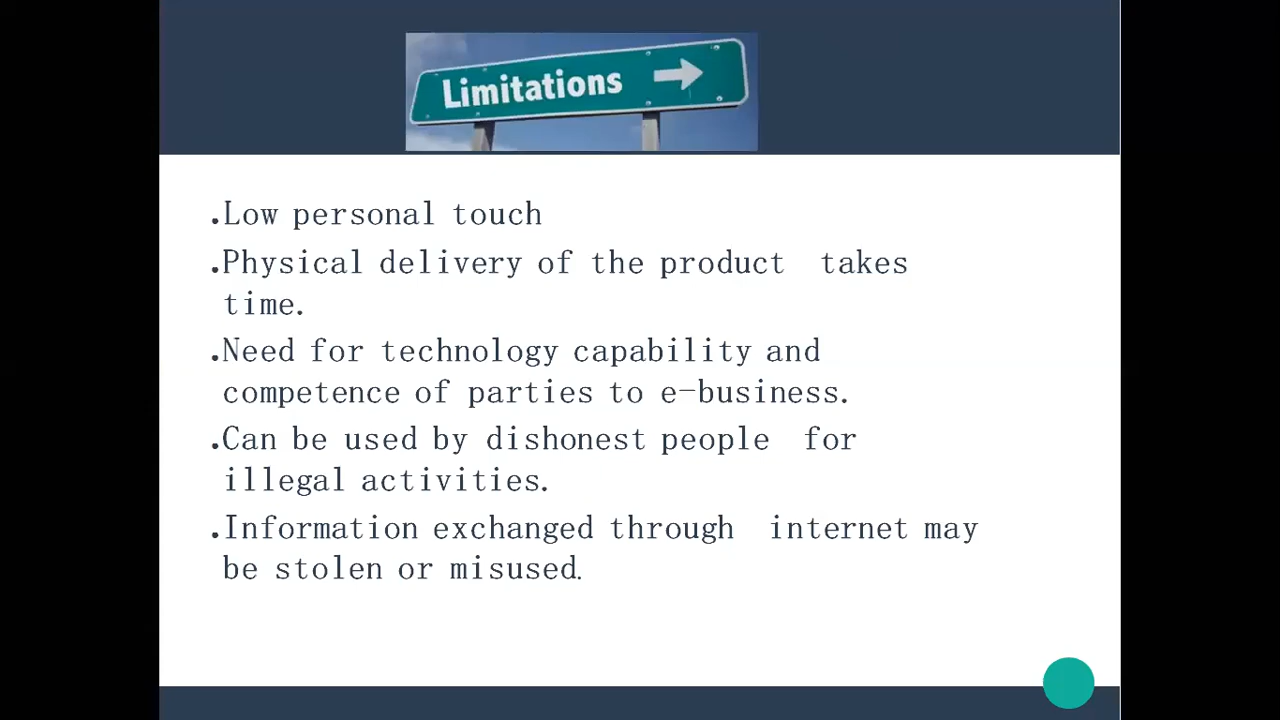 Limitations
.Low personal touch
.Physical delivery of the product takes
time.
.Need for technology capability and
competence of parties to e-business.
.Can be used by dishonest people for
illegal activities.
.Information exchanged through internet may
be stolen or misused.